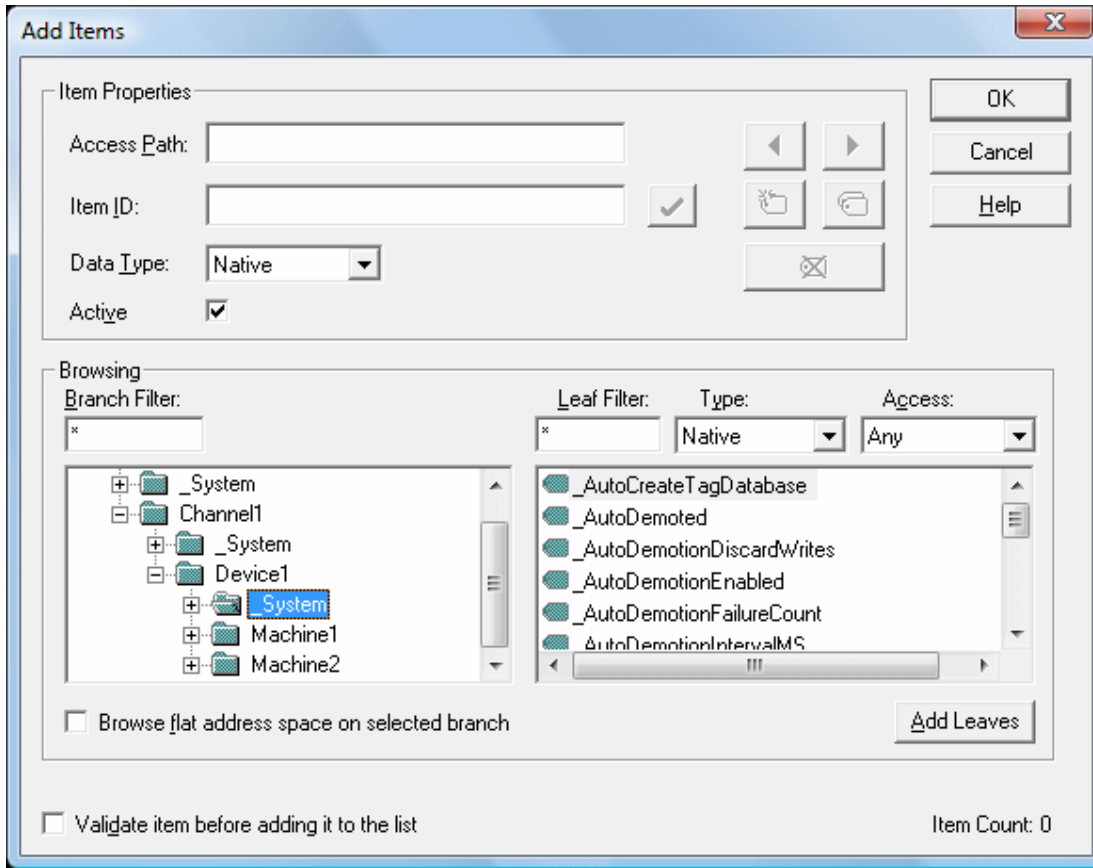 Add Items
Item Properties
OK
Access Path:
Cancel
Item ID:
Help
Data Type: Native
Active
Browsing
Branch Filter: Leaf Filter: Type: Access:
* * Native Any
_System
Channel1
_System
Device1
_System
Machine1
Machine2
_AutoCreateTagDatabase
_AutoDemoted
_AutoDemotionDiscardWrites
_AutoDemotionEnabled
_AutoDemotionFailureCount
_AutoDemotionIntervalMS
Browse flat address space on selected branch
Add Leaves
Validate item before adding it to the list
Item Count: 0